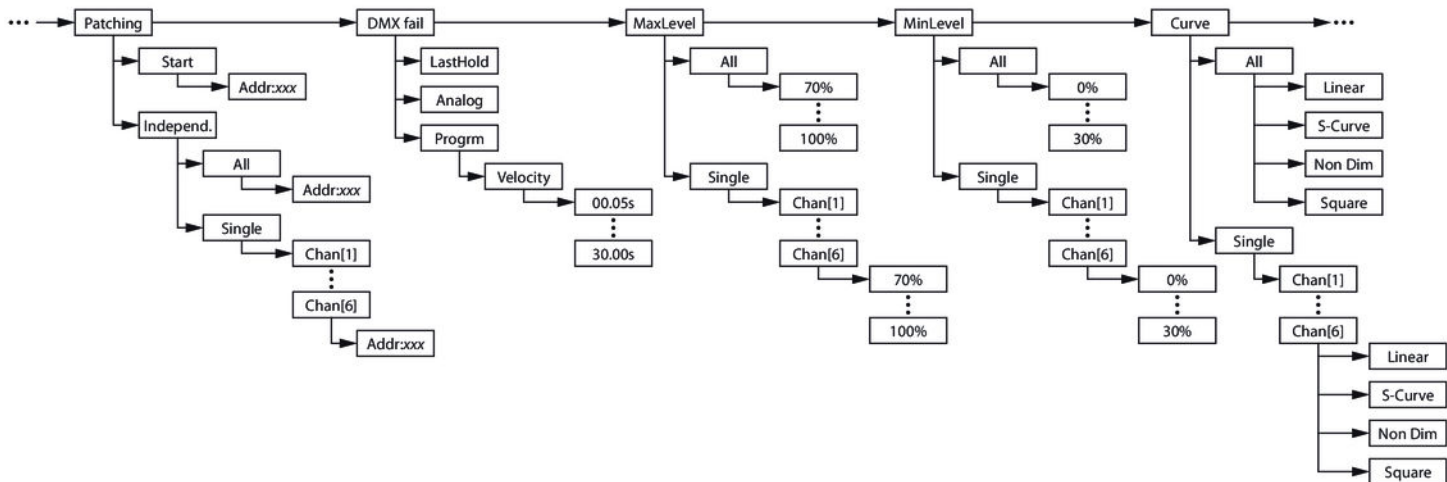 ••• Patching DMX fail MaxLevel MinLevel Curve •••
Start LastHold All All All
Addr:xxx Analog 70% 0% Linear
Independ. Progrm 100% 30% S-Curve
All Velocity Single Single Non Dim
Addr:xxx 00.05s Chan[1] Chan[1] Square
Single 30.00s Chan[6] Chan[6] Single
Chan[1] 70% 0% Chan[1]
Chan[6] 100% 30% Chan[6]
Addr:xxx Linear
S-Curve
Non Dim
Square